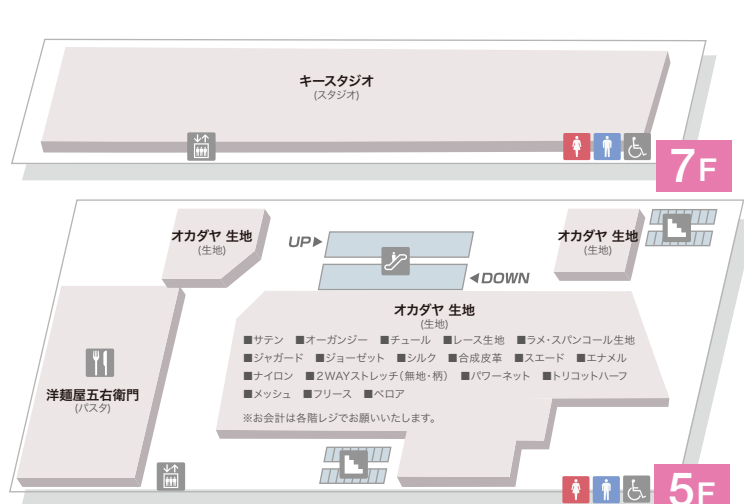 キースタジオ
(スタジオ)
7F
オカダヤ 生地
(生地)
UP▶
◀DOWN
オカダヤ 生地
(生地)
オカダヤ 生地
(生地)
■サテン ■オーガンジー ■チュール ■レース生地 ■ラメ・スパンコール生地
■ジャガード ■ジョーゼット ■シルク ■合成皮革 ■スエード ■エナメル
■ナイロン ■2WAYストレッチ(無地・柄) ■パワーネット ■トリコットハーフ
■メッシュ ■フリース ■ベロア
※お会計は各階レジでお願いいたします。
洋麺屋五右衛門
(パスタ)
5F